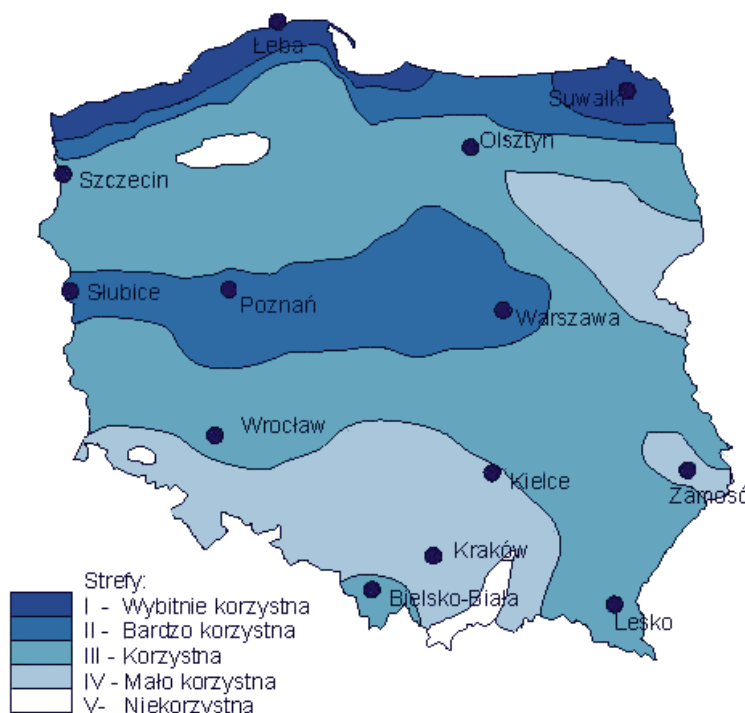 Łeba
Suwałki
Olsztyn
Szczecin
Słubice
Poznań
Warszawa
Wrocław
Kielce
Zamość
Kraków
Bielsko-Biała
Lesko
Strefy:
I - Wybitnie korzystna
II - Bardzo korzystna
III - Korzystna
IV - Mało korzystna
V- Niekorzystna